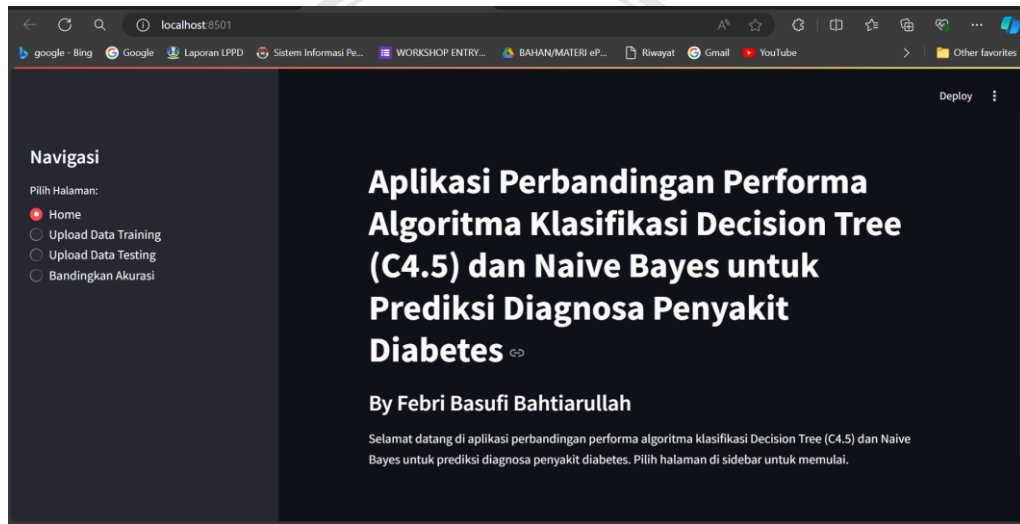 localhost:8501
google - Bing Google Laporan LPPD Sistem Informasi Pe... WORKSHOP ENTRY... BAHAN/MATERI eP... Riwayat Gmail YouTube Other favorites
Deploy
Navigasi
Pilih Halaman:
Home
Upload Data Training
Upload Data Testing
Bandingkan Akurasi
Aplikasi Perbandingan Performa
Algoritma Klasifikasi Decision Tree
(C4.5) dan Naive Bayes untuk
Prediksi Diagnosa Penyakit
Diabetes
By Febri Basufi Bahtiarullah
Selamat datang di aplikasi perbandingan performa algoritma klasifikasi Decision Tree (C4.5) dan Naive
Bayes untuk prediksi diagnosa penyakit diabetes. Pilih halaman di sidebar untuk memulai.